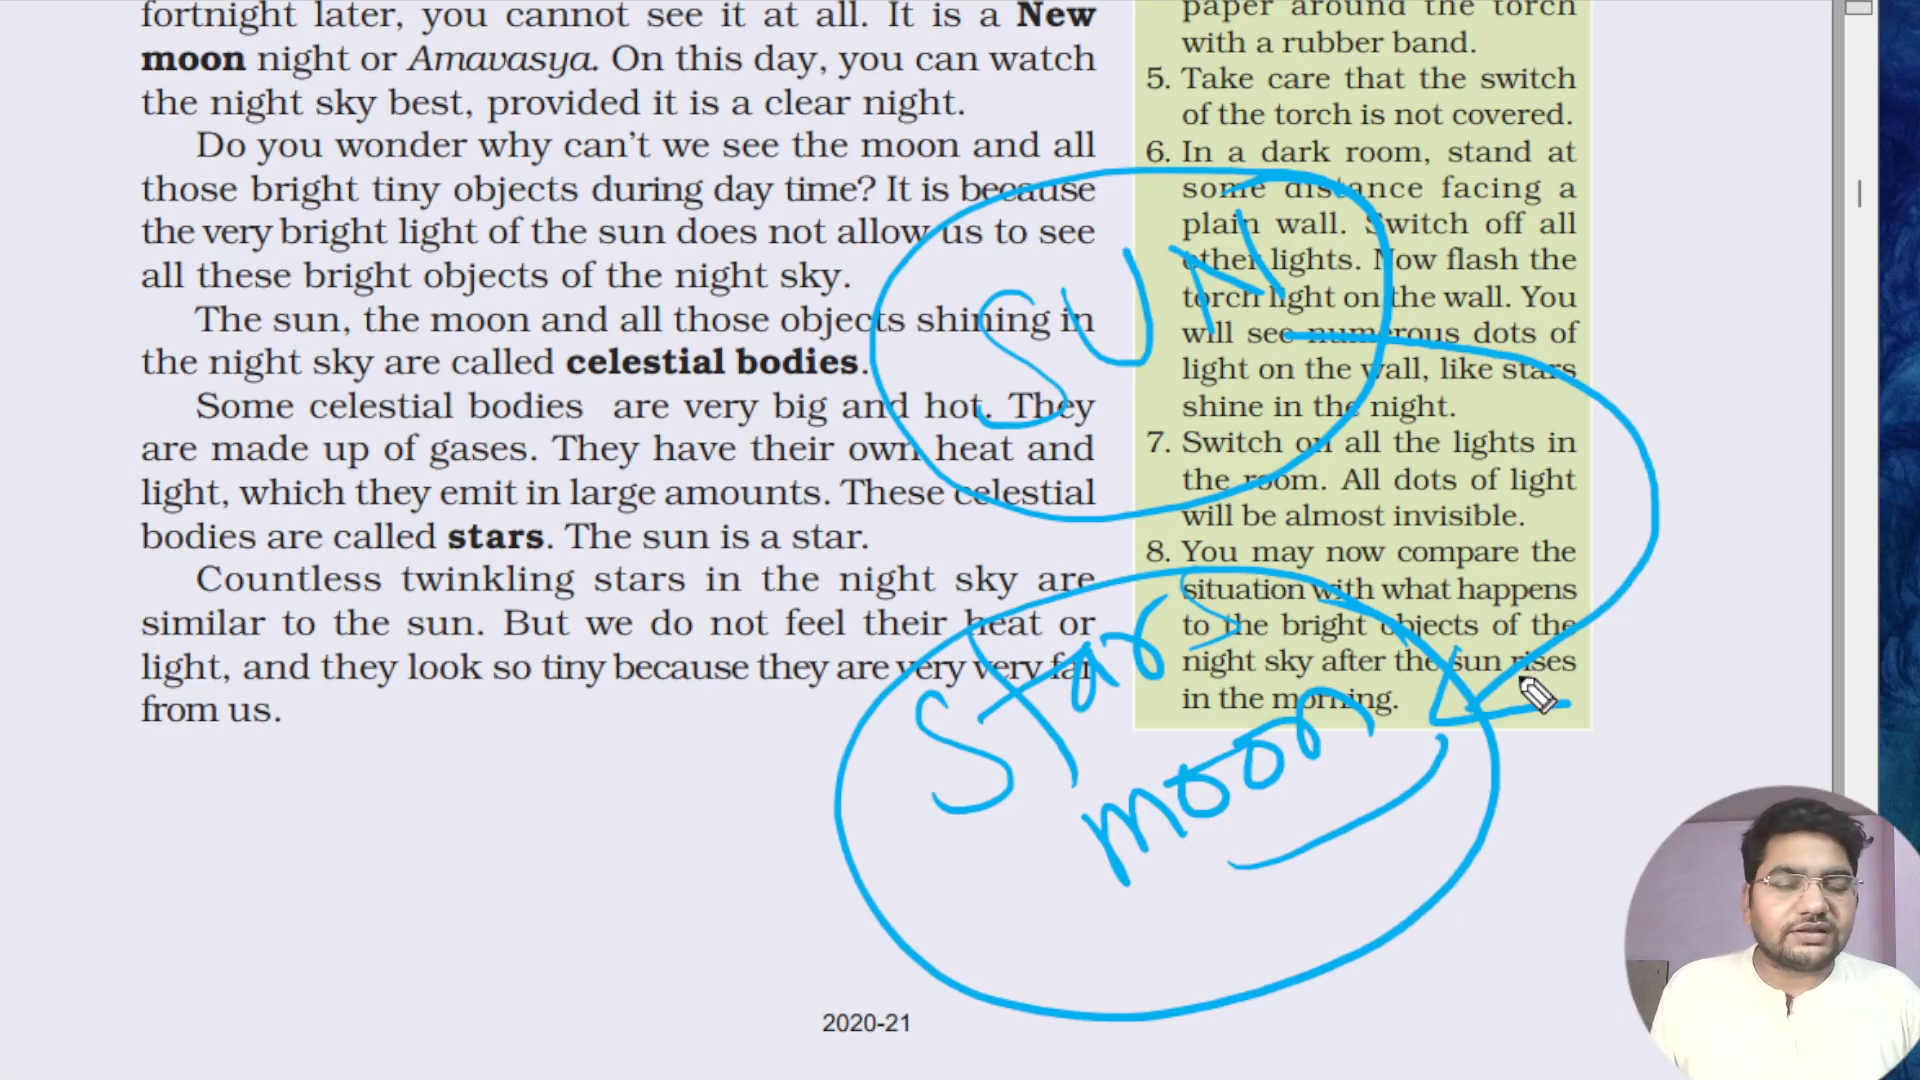 fortnight later, you cannot see it at all. It is a New
moon night or Amavasya. On this day, you can watch
the night sky best, provided it is a clear night.
Do you wonder why can't we see the moon and all
those bright tiny objects during day time? It is because
the very bright light of the sun does not allow us to see
all these bright objects of the night sky.
The sun, the moon and all those objects shining in
the night sky are called celestial bodies.
Some celestial bodies are very big and hot. They
are made up of gases. They have their own heat and
light, which they emit in large amounts. These celestial
bodies are called stars. The sun is a star.
Countless twinkling stars in the night sky are
similar to the sun. But we do not feel their heat or
light, and they look so tiny because they are very very far
from us.
paper around the torch
with a rubber band.
5. Take care that the switch
of the torch is not covered.
6. In a dark room, stand at
some distance facing a
plain wall. Switch off all
other lights. Now flash the
torch light on the wall. You
will see numerous dots of
light on the wall, like stars
shine in the night.
7. Switch on all the lights in
the room. All dots of light
will be almost invisible.
8. You may now compare the
situation with what happens
to the bright objects of the
night sky after the sun rises
in the morning.
SUN
Stars
moon
2020-21